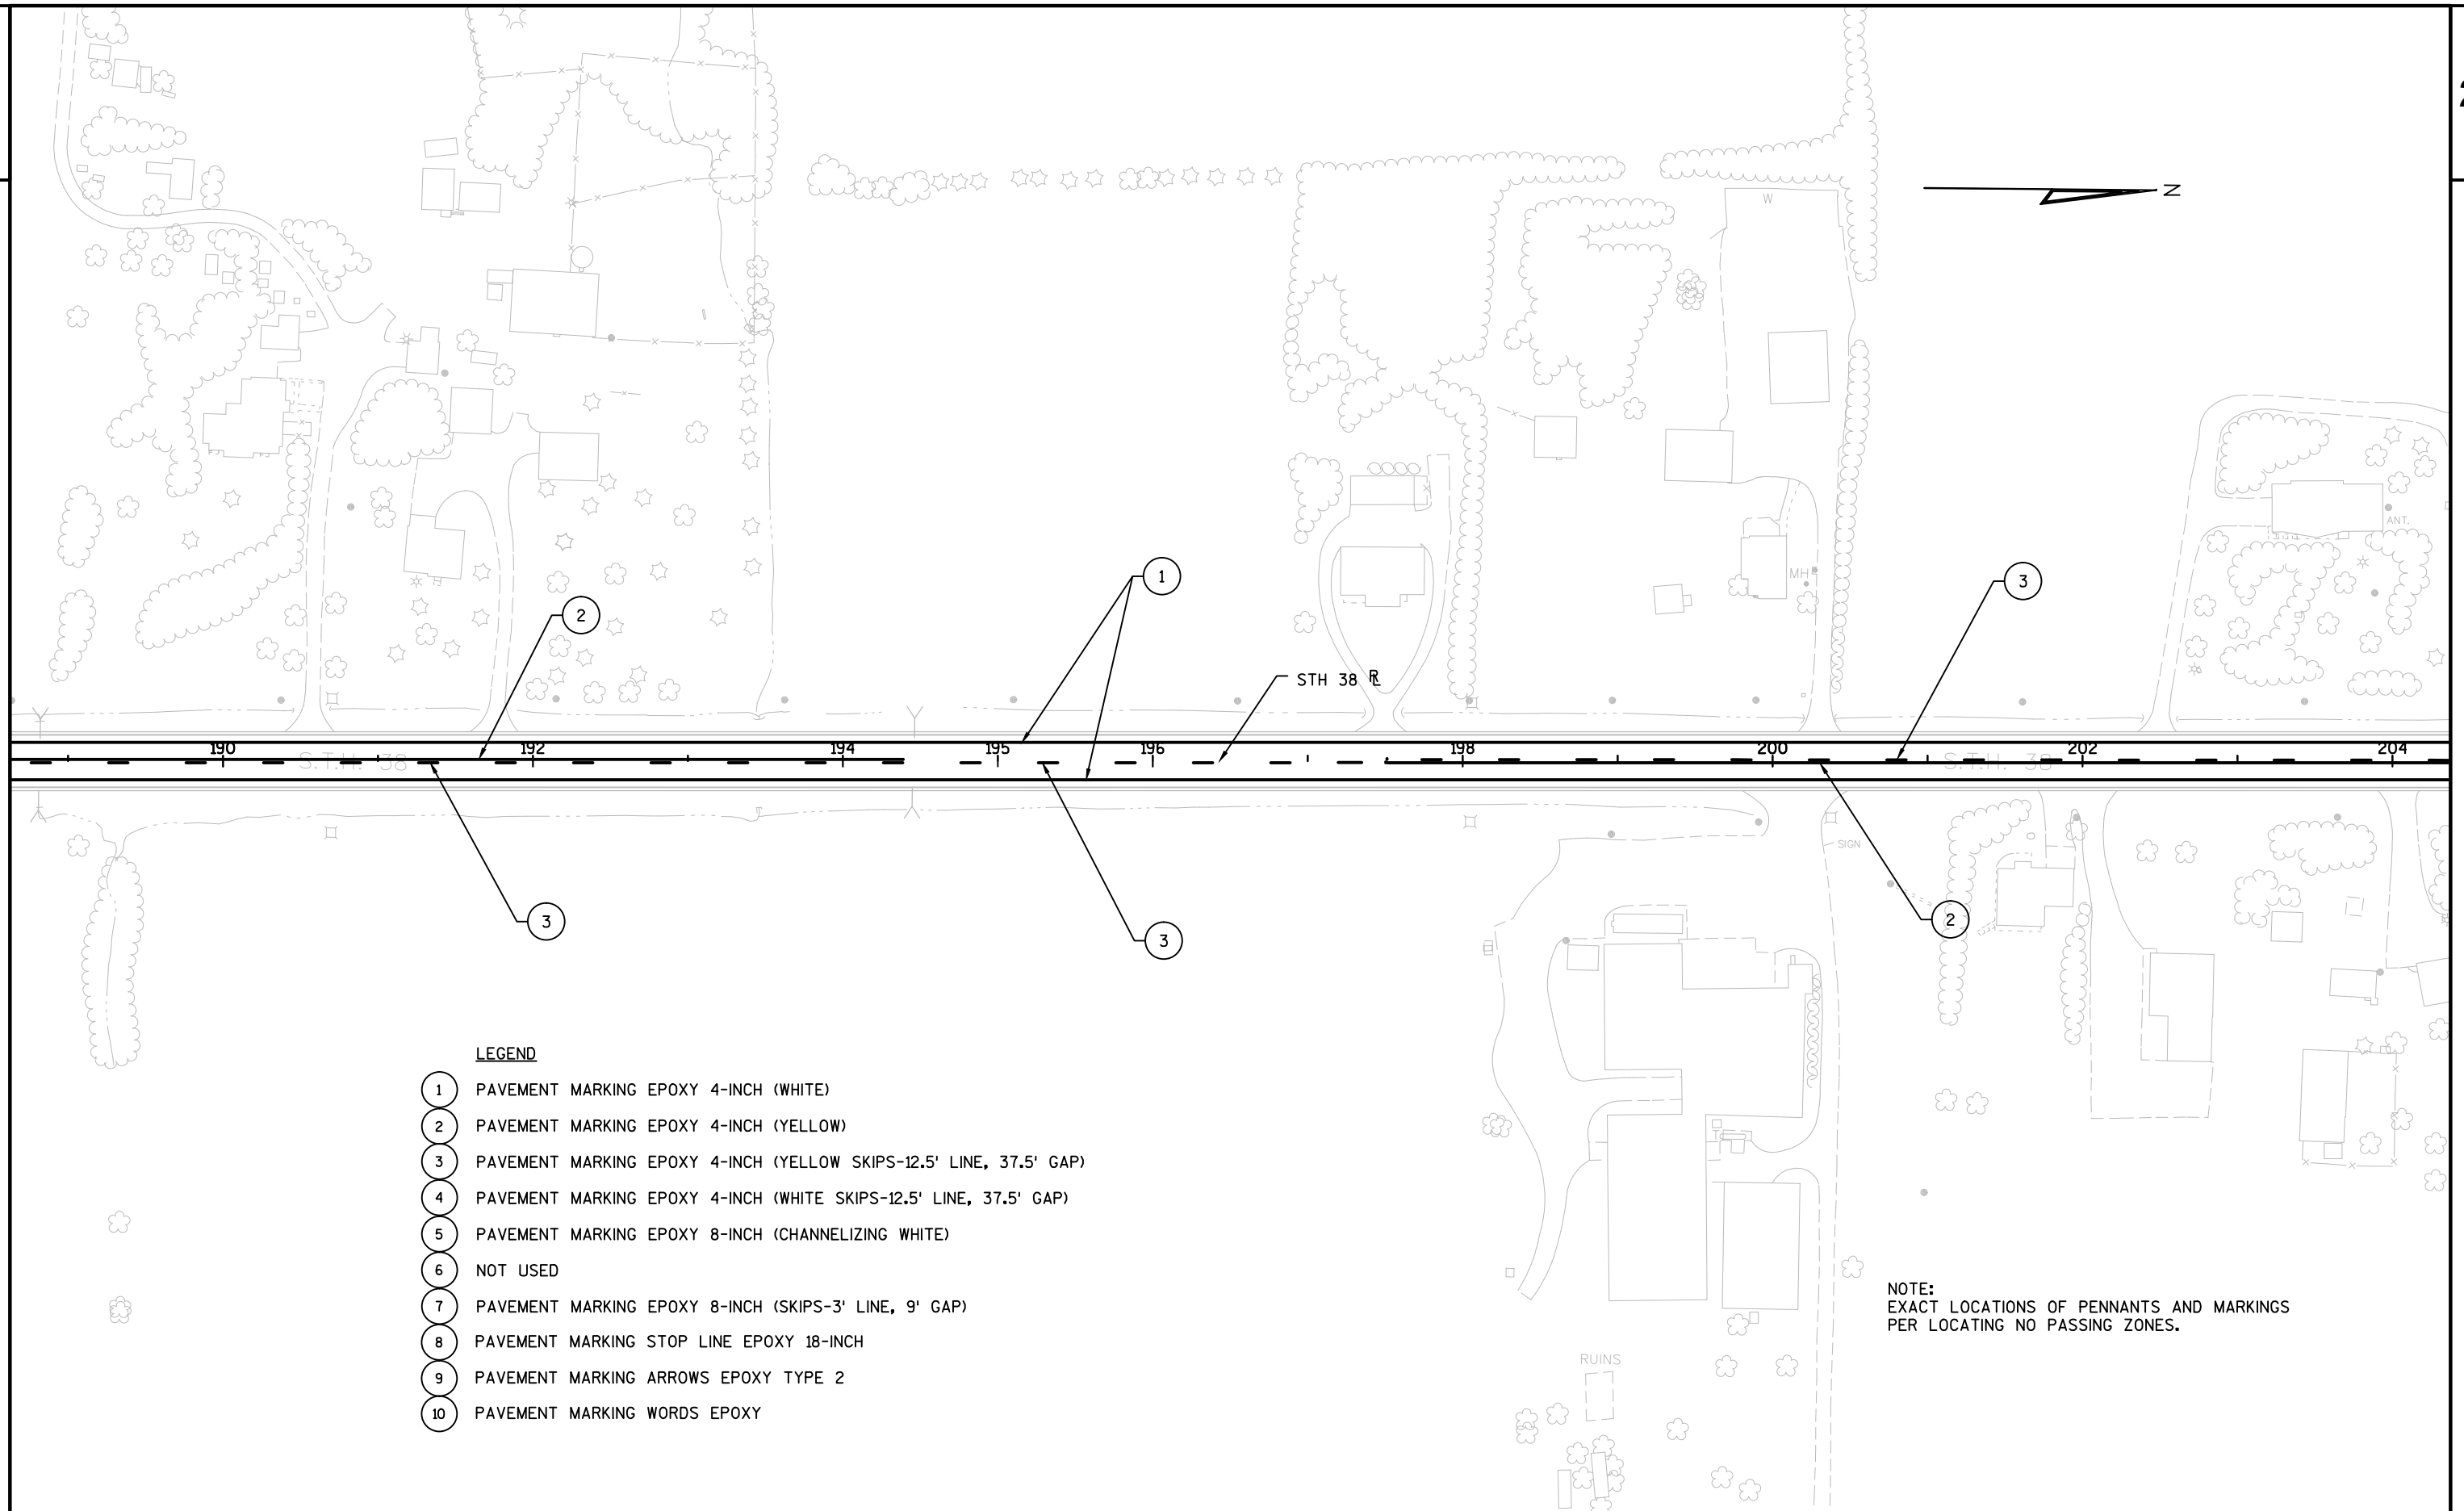 2
W
N
ANT.
MH
1
3
2
STH 38 R
190
192
194
195
196
198
200
202
204
S.T.H. 38
S.T.H. 38
SIGN
3
3
2
LEGEND
1 PAVEMENT MARKING EPOXY 4-INCH (WHITE)
2 PAVEMENT MARKING EPOXY 4-INCH (YELLOW)
3 PAVEMENT MARKING EPOXY 4-INCH (YELLOW SKIPS-12.5' LINE, 37.5' GAP)
4 PAVEMENT MARKING EPOXY 4-INCH (WHITE SKIPS-12.5' LINE, 37.5' GAP)
5 PAVEMENT MARKING EPOXY 8-INCH (CHANNELIZING WHITE)
6 NOT USED
7 PAVEMENT MARKING EPOXY 8-INCH (SKIPS-3' LINE, 9' GAP)
8 PAVEMENT MARKING STOP LINE EPOXY 18-INCH
9 PAVEMENT MARKING ARROWS EPOXY TYPE 2
10 PAVEMENT MARKING WORDS EPOXY
NOTE:
EXACT LOCATIONS OF PENNANTS AND MARKINGS
PER LOCATING NO PASSING ZONES.
RUINS